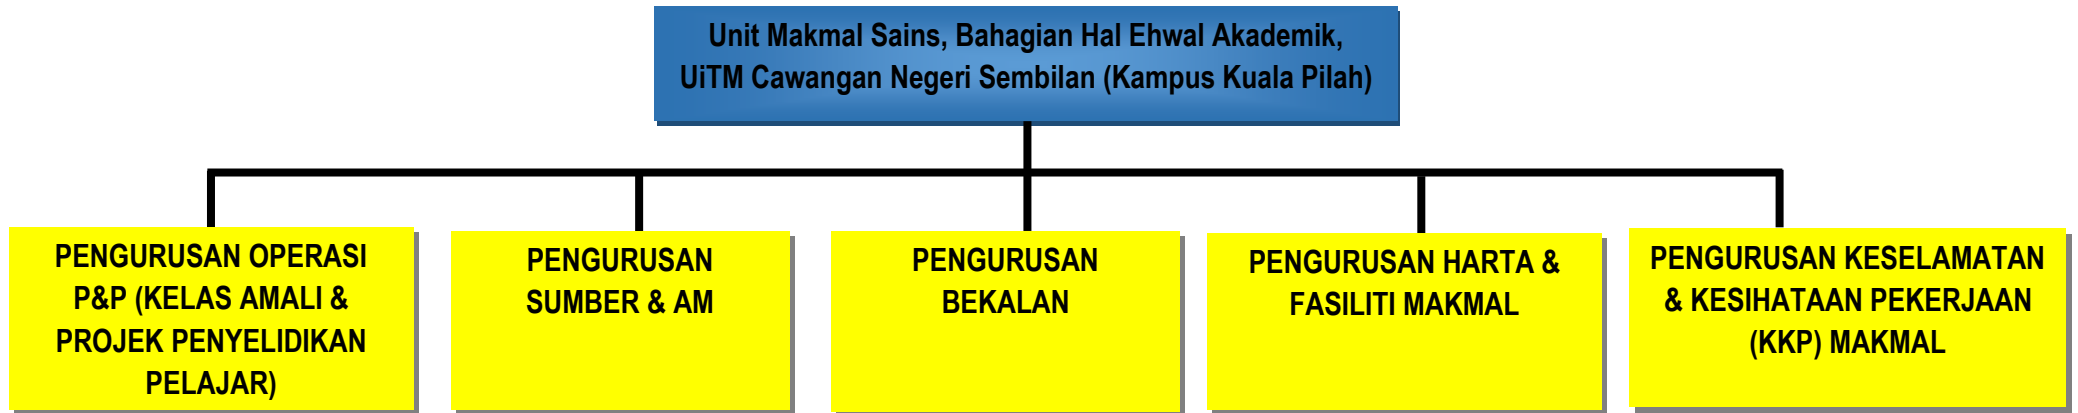 Unit Makmal Sains, Bahagian Hal Ehwal Akademik,
UiTM Cawangan Negeri Sembilan (Kampus Kuala Pilah)
PENGURUSAN OPERASI
P&P (KELAS AMALI &
PROJEK PENYELIDIKAN
PELAJAR)
PENGURUSAN
SUMBER & AM
PENGURUSAN
BEKALAN
PENGURUSAN HARTA &
FASILITI MAKMAL
PENGURUSAN KESELAMATAN
& KESIHATAAN PEKERJAAN
(KKP) MAKMAL